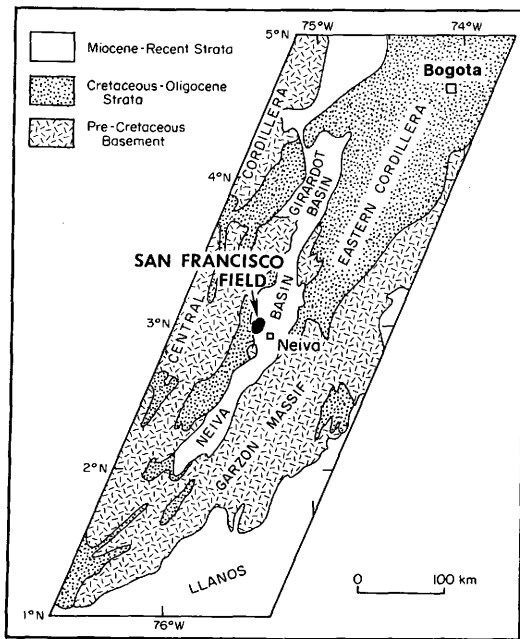 75°W
74°W
5°N
Miocene-Recent Strata
Cretaceous-Oligocene
Strata
Pre-Cretaceous
Basement
Bogota
CORDILLERA
4°N
GIRARDOT
BASIN
EASTERN CORDILLERA
SAN FRANCISCO
FIELD
BASIN
CENTRAL
3°N
Neiva
NEIVA
GARZON MASSIF
2°N
LLANOS
0 100 km
1°N
76°W